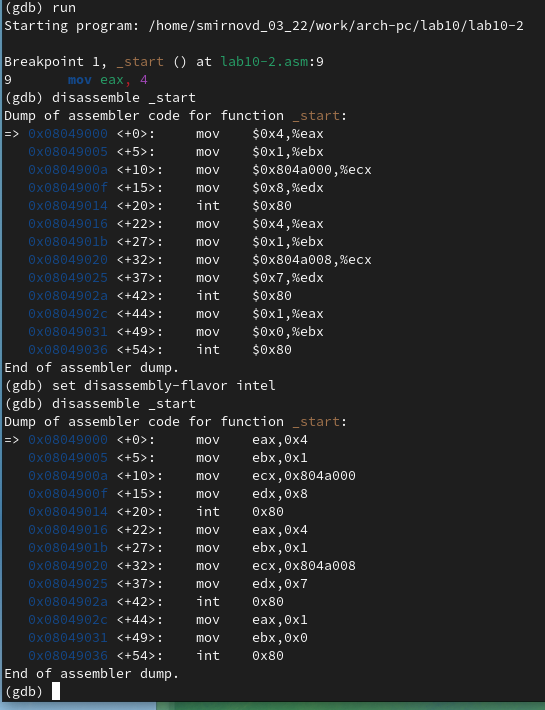 (gdb) run
Starting program: /home/smirnovd_03_22/work/arch-pc/lab10/lab10-2
Breakpoint 1, _start () at lab10-2.asm:9
9       mov eax, 4
(gdb) disassemble _start
Dump of assembler code for function _start:
=> 0x08049000 <+0>:     mov    $0x4,%eax
   0x08049005 <+5>:     mov    $0x1,%ebx
   0x0804900a <+10>:    mov    $0x804a000,%ecx
   0x0804900f <+15>:    mov    $0x8,%edx
   0x08049014 <+20>:    int    $0x80
   0x08049016 <+22>:    mov    $0x4,%eax
   0x0804901b <+27>:    mov    $0x1,%ebx
   0x08049020 <+32>:    mov    $0x804a008,%ecx
   0x08049025 <+37>:    mov    $0x7,%edx
   0x0804902a <+42>:    int    $0x80
   0x0804902c <+44>:    mov    $0x1,%eax
   0x08049031 <+49>:    mov    $0x0,%ebx
   0x08049036 <+54>:    int    $0x80
End of assembler dump.
(gdb) set disassembly-flavor intel
(gdb) disassemble _start
Dump of assembler code for function _start:
=> 0x08049000 <+0>:     mov    eax,0x4
   0x08049005 <+5>:     mov    ebx,0x1
   0x0804900a <+10>:    mov    ecx,0x804a000
   0x0804900f <+15>:    mov    edx,0x8
   0x08049014 <+20>:    int    0x80
   0x08049016 <+22>:    mov    eax,0x4
   0x0804901b <+27>:    mov    ebx,0x1
   0x08049020 <+32>:    mov    ecx,0x804a008
   0x08049025 <+37>:    mov    edx,0x7
   0x0804902a <+42>:    int    0x80
   0x0804902c <+44>:    mov    eax,0x1
   0x08049031 <+49>:    mov    ebx,0x0
   0x08049036 <+54>:    int    0x80
End of assembler dump.
(gdb)